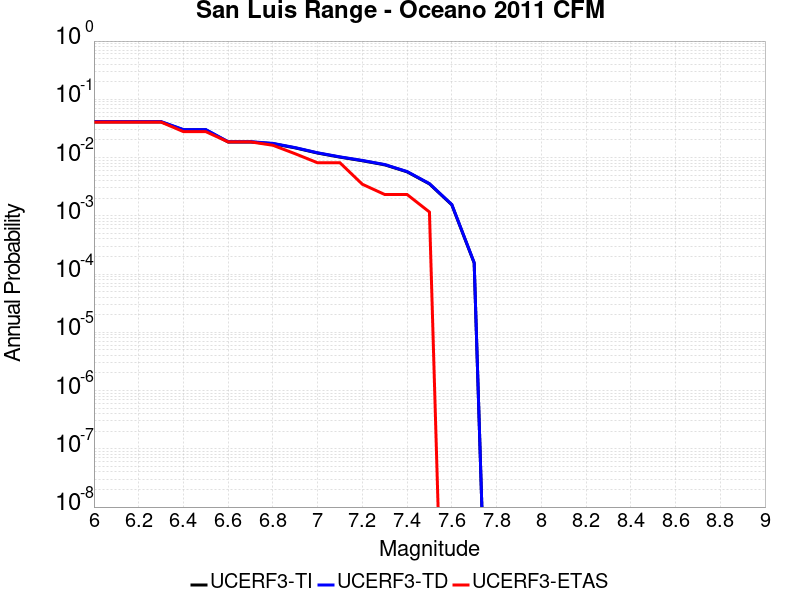 San Luis Range - Oceano 2011 CFM
10^0
10^-1
10^-2
10^-3
10^-4
10^-5
10^-6
10^-7
10^-8
Annual Probability
6 6.2 6.4 6.6 6.8 7 7.2 7.4 7.6 7.8 8 8.2 8.4 8.6 8.8 9
Magnitude
UCERF3-TI UCERF3-TD UCERF3-ETAS